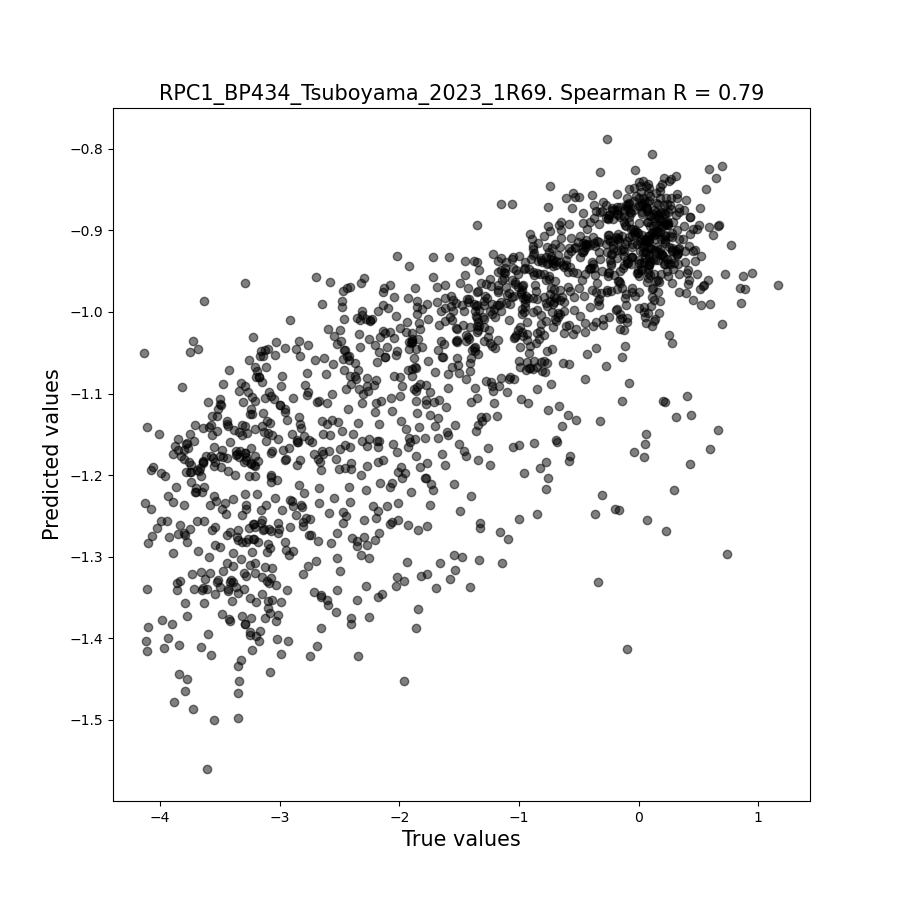 RPC1_BP434_Tsuboyama_2023_1R69. Spearman R = 0.79
−0.8
−0.9
−1.0
−1.1
−1.2
−1.3
−1.4
−1.5
Predicted values
−4 −3 −2 −1 0 1
True values